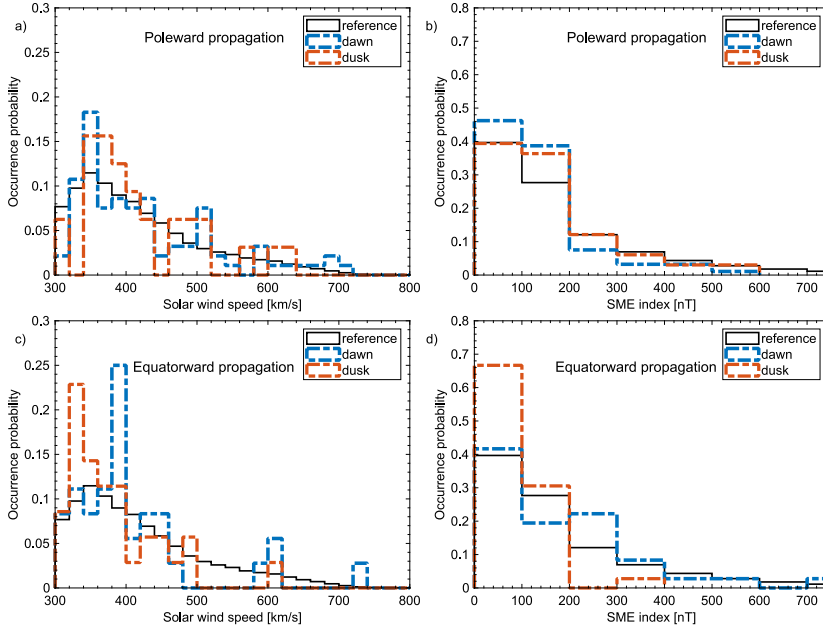 a)
Poleward propagation
reference
dawn
dusk
Occurrence probability
0.3
0.25
0.2
0.15
0.1
0.05
0
300 400 500 600 700 800
Solar wind speed [km/s]
b)
Poleward propagation
reference
dawn
dusk
Occurrence probability
0.8
0.7
0.6
0.5
0.4
0.3
0.2
0.1
0
0 100 200 300 400 500 600 700
SME index [nT]
c)
Equatorward propagation
reference
dawn
dusk
Occurrence probability
0.3
0.25
0.2
0.15
0.1
0.05
0
300 400 500 600 700 800
Solar wind speed [km/s]
d)
Equatorward propagation
reference
dawn
dusk
Occurrence probability
0.8
0.7
0.6
0.5
0.4
0.3
0.2
0.1
0
0 100 200 300 400 500 600 700
SME index [nT]